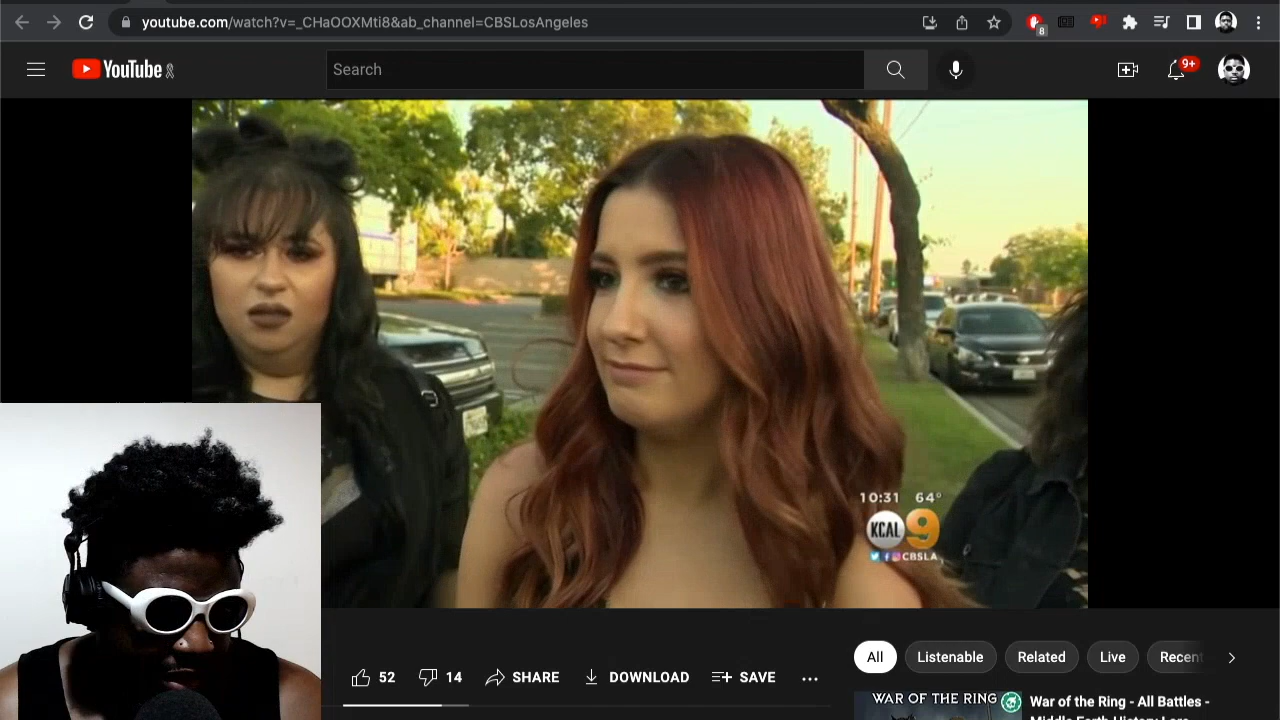 youtube.com/watch?v=_CHaOOXMti8&ab_channel=CBSLosAngeles
8
YouTube
Search
9+
10:31 64°
KCAL 9
CBSLA
52
14
SHARE
DOWNLOAD
SAVE
All
Listenable
Related
Live
Recent
WAR OF THE RING
War of the Ring - All Battles -